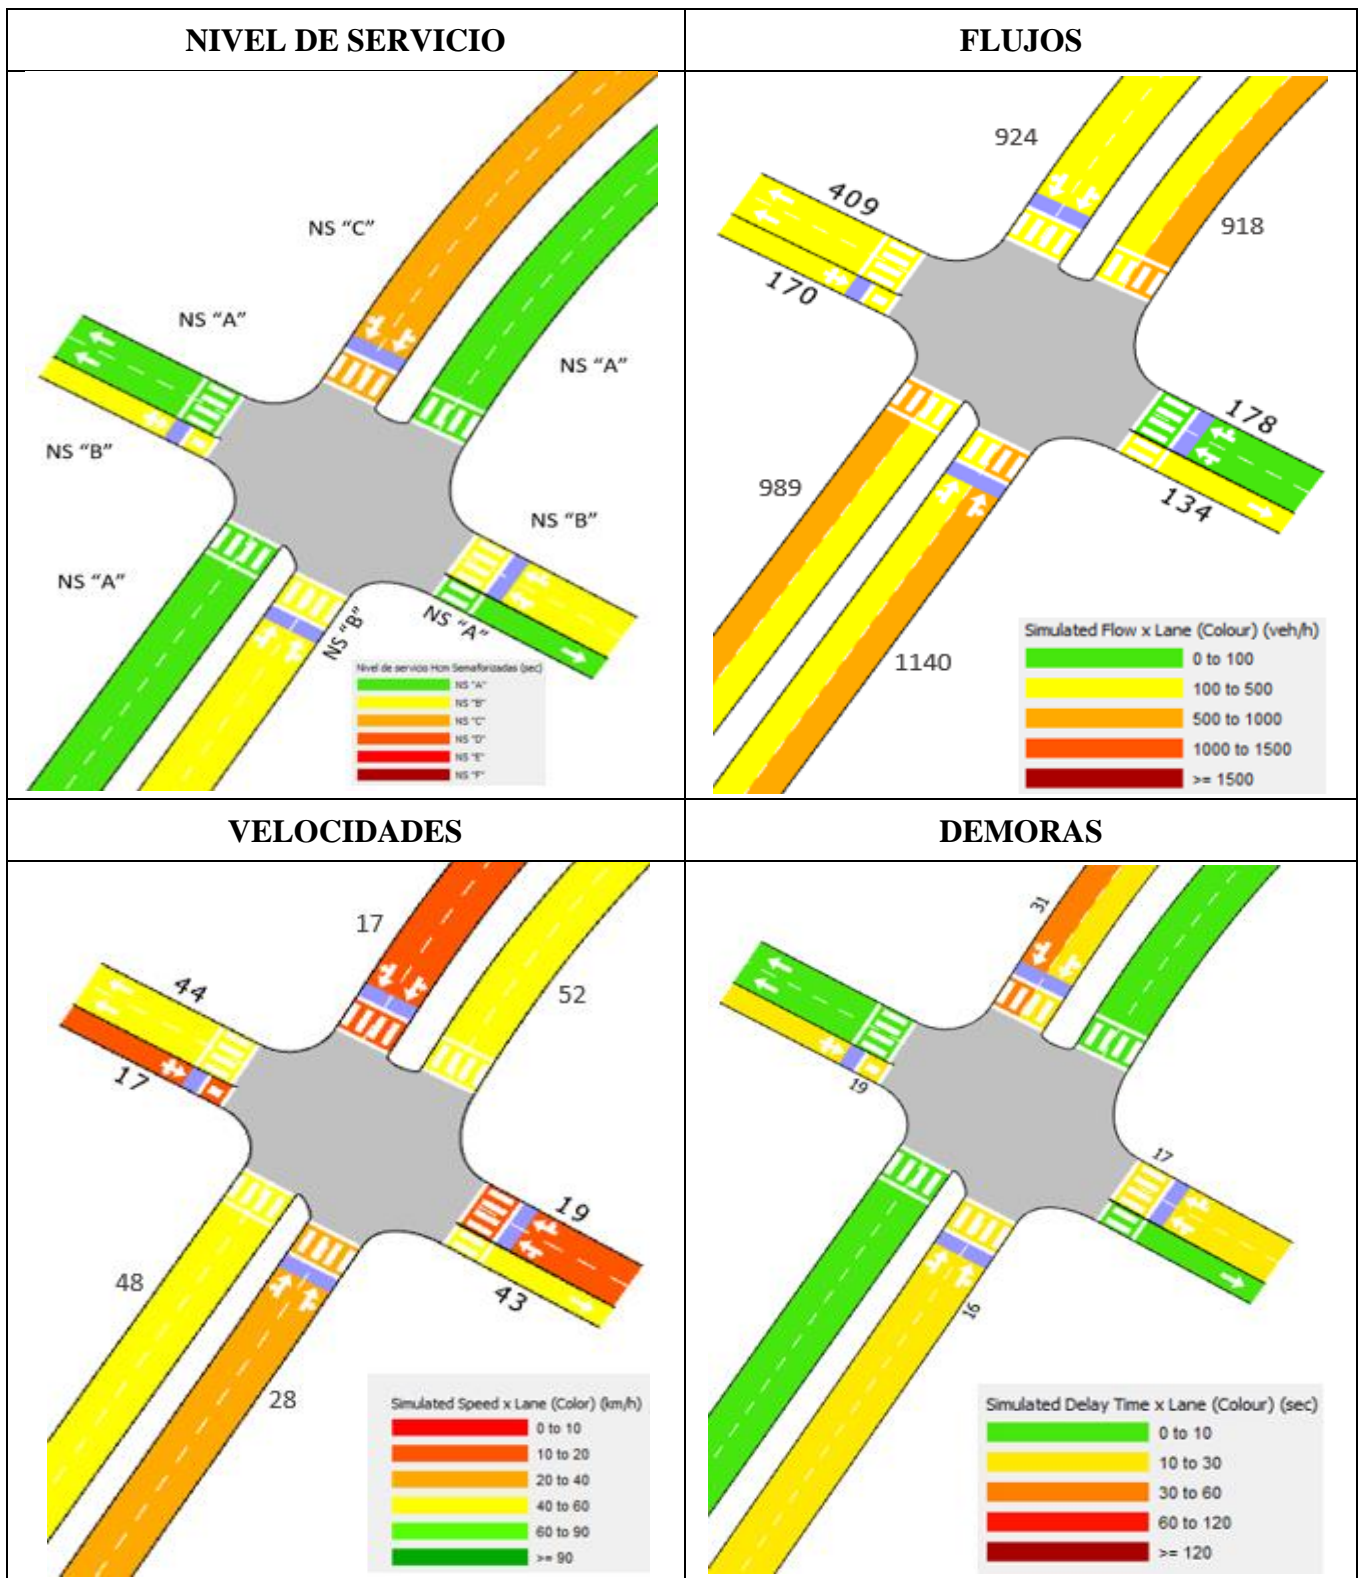 NIVEL DE SERVICIO
NS "C"
NS "A"
NS "A"
NS "B"
NS "B"
NS "A"
NS "B"
NS "A"
Nivel de servicio Hcm Semaforizadas (sec)
NS "A"
NS "B"
NS "C"
NS "D"
NS "E"
NS "F"
FLUJOS
924
409
918
170
178
134
989
1140
Simulated Flow x Lane (Colour) (veh/h)
0 to 100
100 to 500
500 to 1000
1000 to 1500
>= 1500
VELOCIDADES
17
44
52
17
19
48
43
28
Simulated Speed x Lane (Color) (km/h)
0 to 10
10 to 20
20 to 40
40 to 60
60 to 90
>= 90
DEMORAS
31
19
17
16
Simulated Delay Time x Lane (Colour) (sec)
0 to 10
10 to 30
30 to 60
60 to 120
>= 120